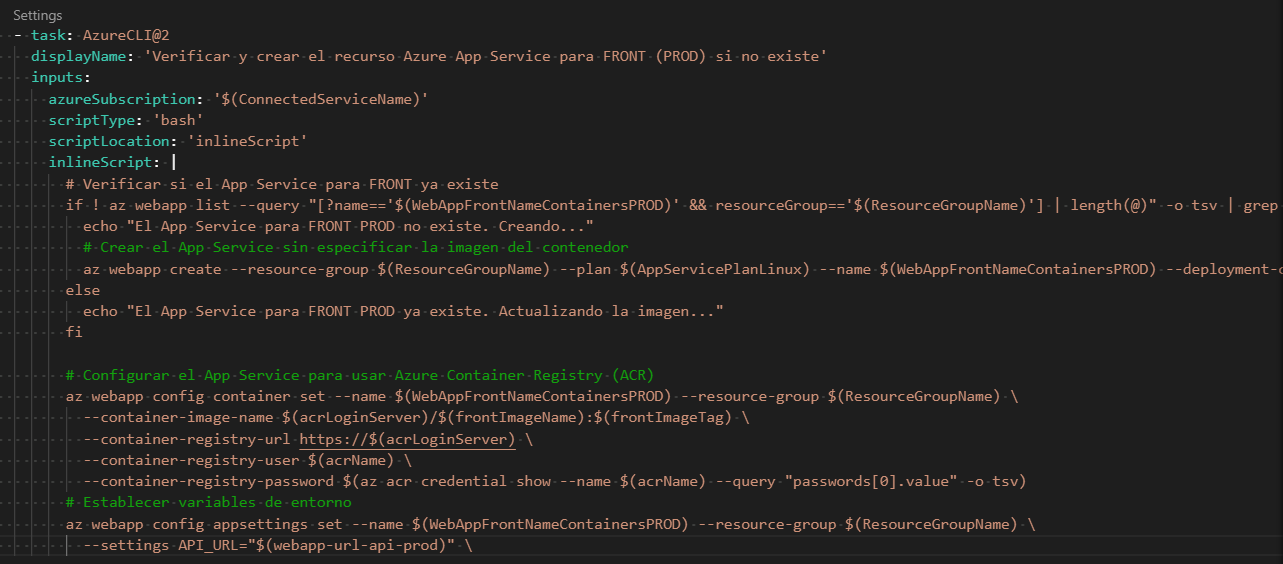 Settings
- task: AzureCLI@2
displayName: 'Verificar y crear el recurso Azure App Service para FRONT (PROD) si no existe'
inputs:
azureSubscription: '$(ConnectedServiceName)'
scriptType: 'bash'
scriptLocation: 'inlineScript'
inlineScript: |
# Verificar si el App Service para FRONT ya existe
if ! az webapp list --query "[?name=='$(WebAppFrontNameContainersPROD)' && resourceGroup=='$(ResourceGroupName)'] | length(@)" -o tsv | grep
echo "El App Service para FRONT PROD no existe. Creando..."
# Crear el App Service sin especificar la imagen del contenedor
az webapp create --resource-group $(ResourceGroupName) --plan $(AppServicePlanLinux) --name $(WebAppFrontNameContainersPROD) --deployment-c
else
echo "El App Service para FRONT PROD ya existe. Actualizando la imagen..."
fi
# Configurar el App Service para usar Azure Container Registry (ACR)
az webapp config container set --name $(WebAppFrontNameContainersPROD) --resource-group $(ResourceGroupName) \
--container-image-name $(acrLoginServer)/$(frontImageName):$(frontImageTag) \
--container-registry-url https://$(acrLoginServer) \
--container-registry-user $(acrName) \
--container-registry-password $(az acr credential show --name $(acrName) --query "passwords[0].value" -o tsv)
# Establecer variables de entorno
az webapp config appsettings set --name $(WebAppFrontNameContainersPROD) --resource-group $(ResourceGroupName) \
--settings API_URL="$(webapp-url-api-prod)" \